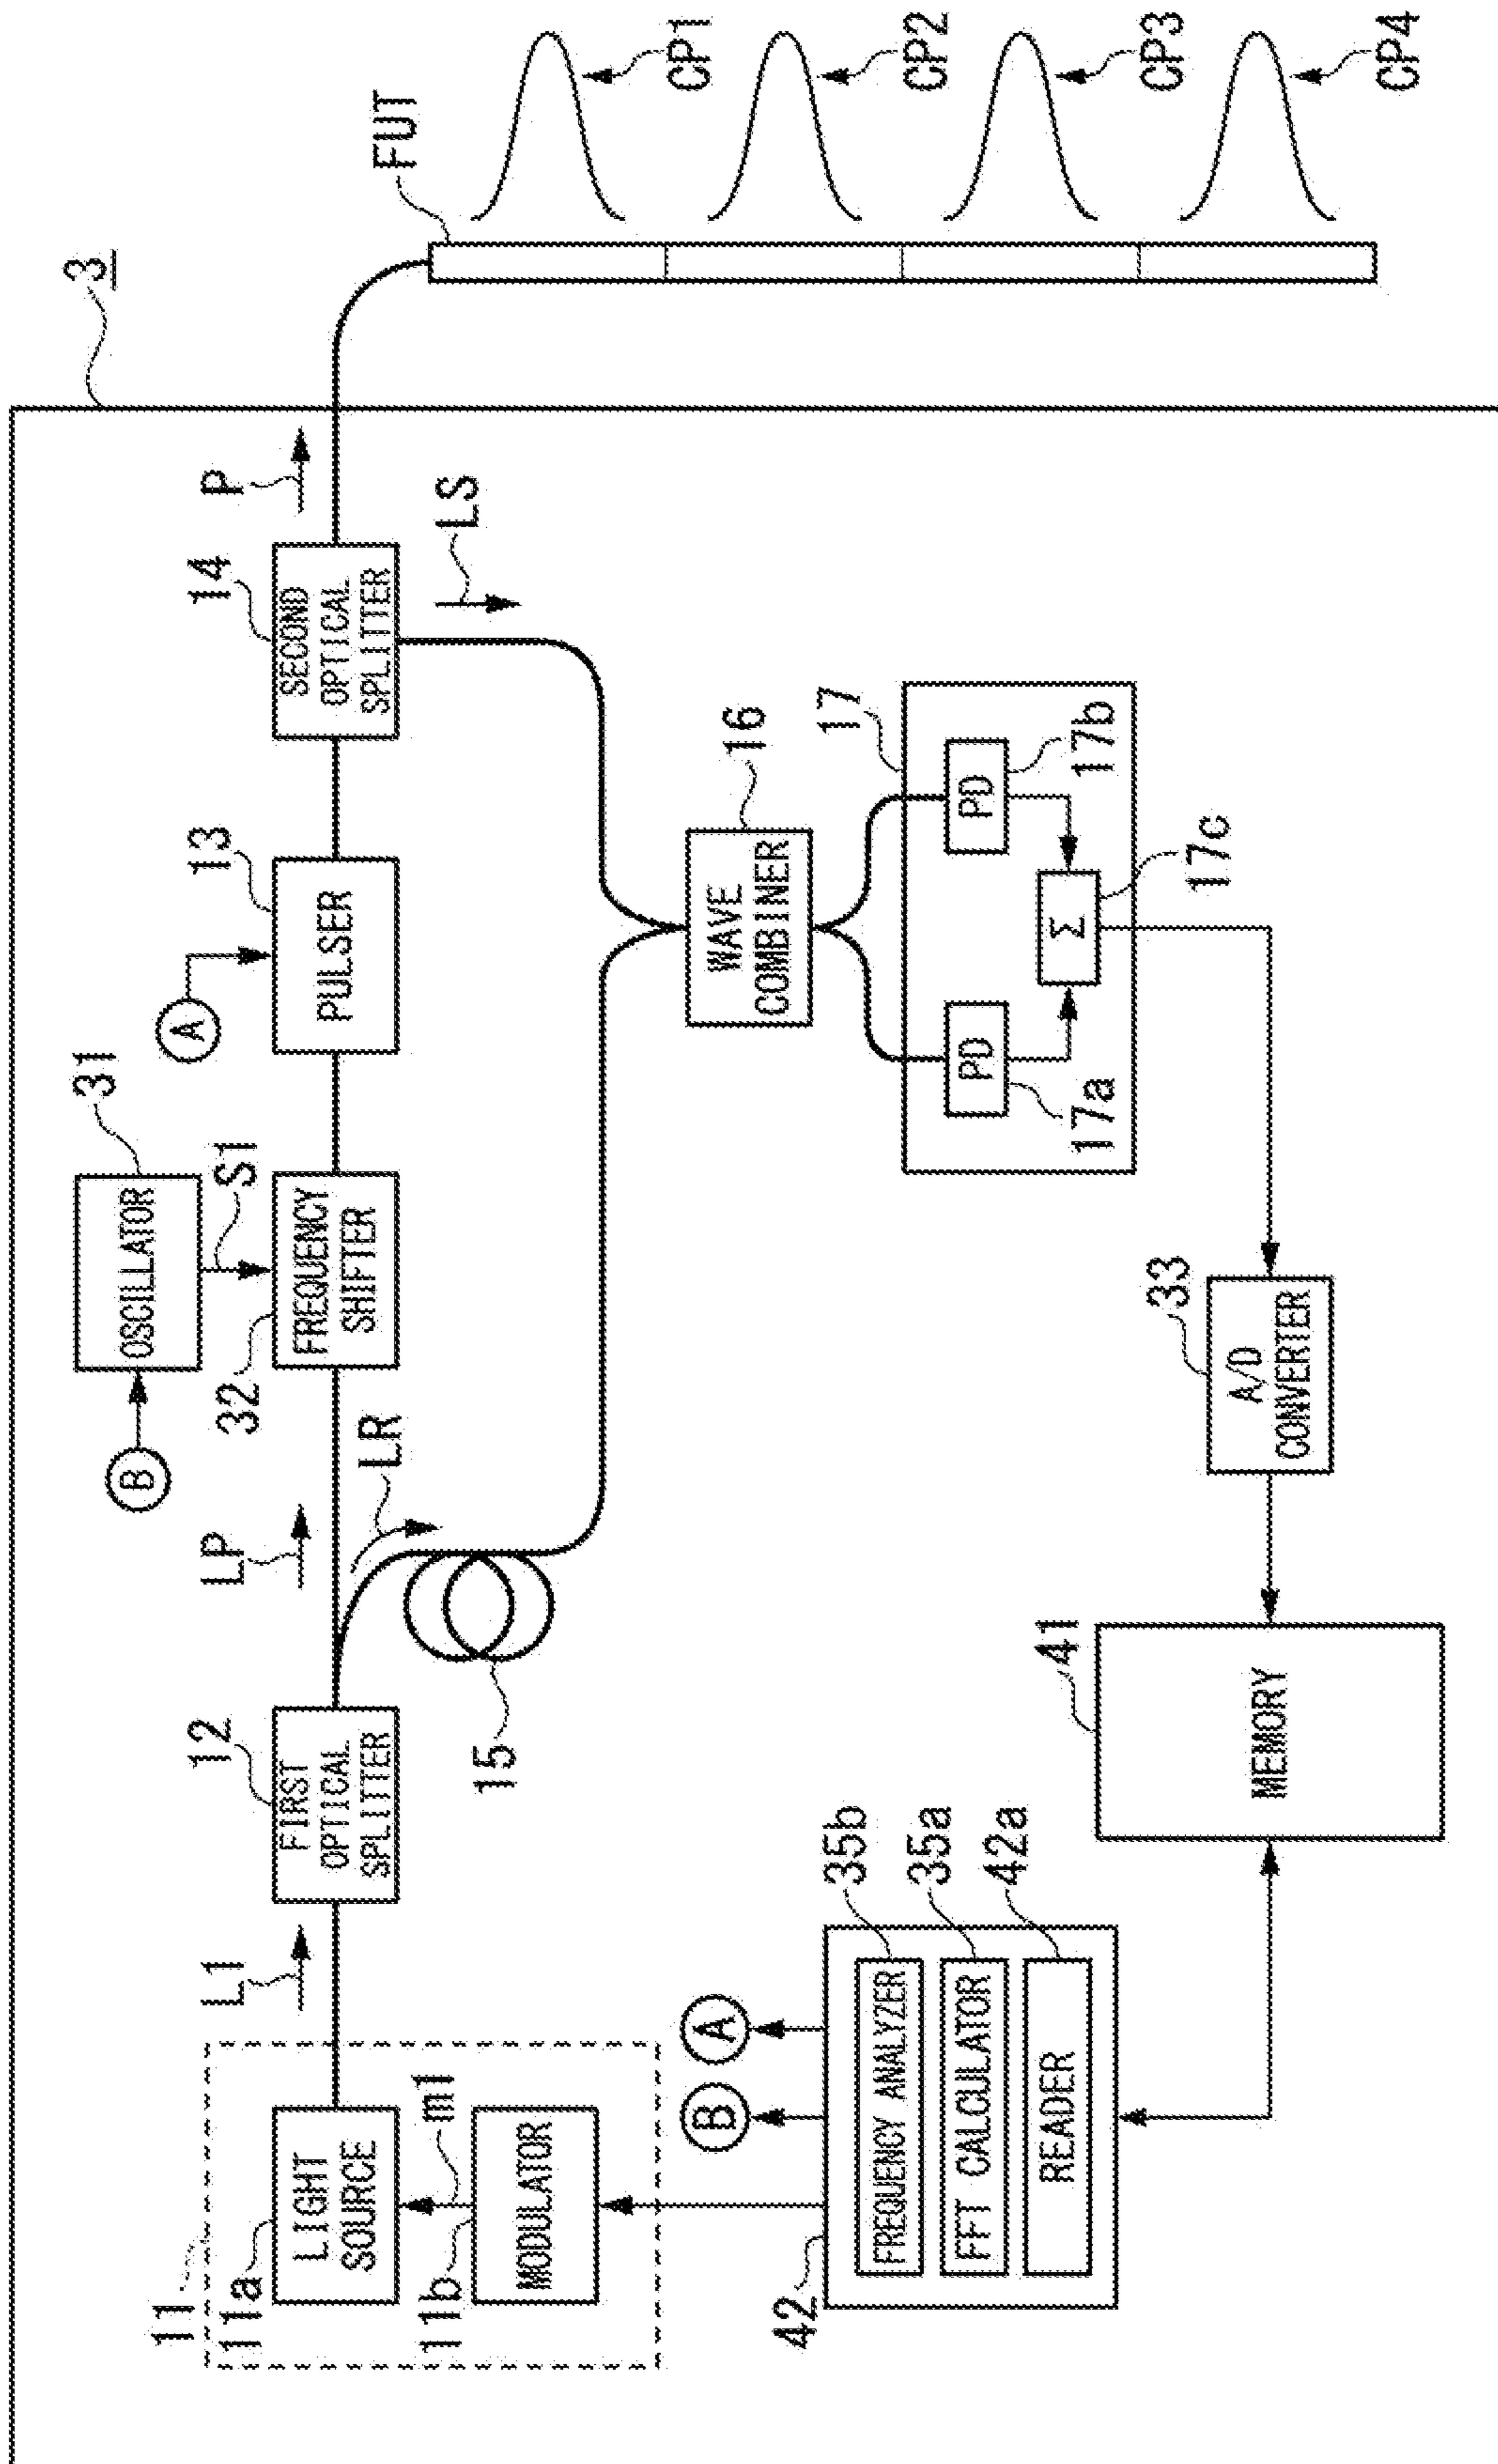 3
11
11a
LIGHT
SOURCE
m1
11b
MODULATOR
L1
12
FIRST
OPTICAL
SPLITTER
LP
LR
15
B
31
OSCILLATOR
S1
32
FREQUENCY
SHIFTER
A
13
PULSER
14
SECOND
OPTICAL
SPLITTER
P
LS
FUT
CP1
CP2
CP3
CP4
16
WAVE
COMBINER
17
PD
17a
PD
17b
Σ
17c
33
A/D
CONVERTER
41
MEMORY
B
A
42
FREQUENCY ANALYZER
35b
FFT CALCULATOR
35a
READER
42a